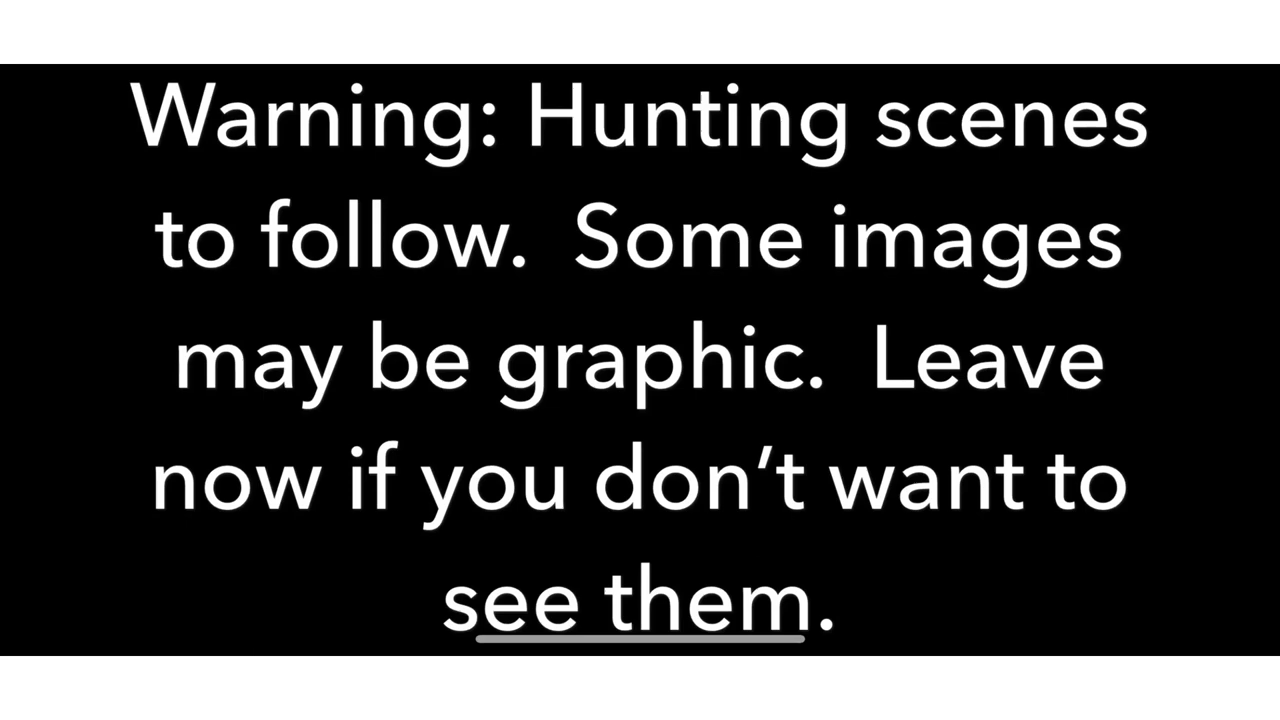 Warning: Hunting scenes
to follow.  Some images
may be graphic.  Leave
now if you don’t want to
see them.